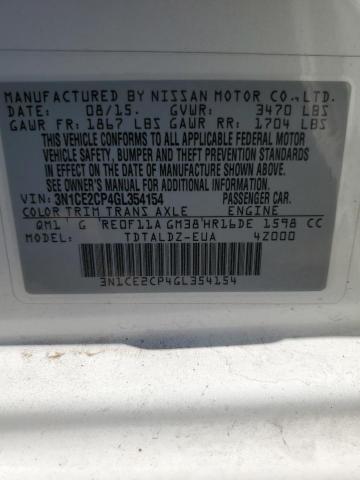 MANUFACTURED BY NISSAN MOTOR CO., LTD.
DATE: 08/15. GVWR: 3470 LBS
GAWR FR: 1867 LBS GAWR RR: 1704 LBS
THIS VEHICLE CONFORMS TO ALL APPLICABLE FEDERAL MOTOR
VEHICLE SAFETY, BUMPER AND THEFT PREVENTION STANDARDS
IN EFFECT ON THE DATE OF MANUFACTURE SHOWN ABOVE.
SEE OWNER'S MANUAL FOR ADDITIONAL INFORMATION.
VIN: 3N1CE2CP4GL354154 PASSENGER CAR.
COLOR TRIM TRANS AXLE ENGINE
QM1 G RE0F11A GM38 HR16DE 1598 CC
MODEL: TDTALDZ-EUA 4Z000
3N1CE2CP4GL354154